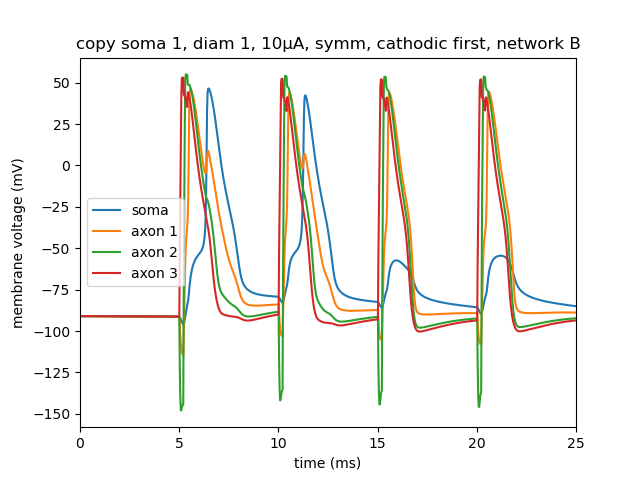 copy soma 1, diam 1, 10μA, symm, cathodic first, network B
membrane voltage (mV)
50
25
0
−25
−50
−75
−100
−125
−150
soma
axon 1
axon 2
axon 3
0
5
10
15
20
25
time (ms)